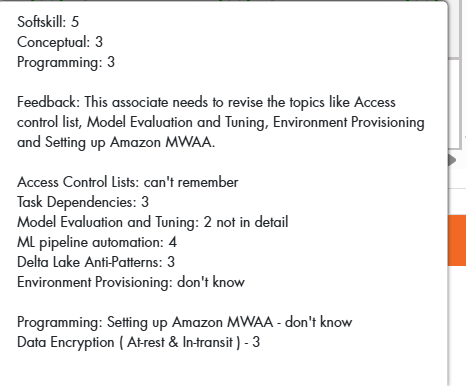 Softskill: 5
Conceptual: 3
Programming: 3
Feedback: This associate needs to revise the topics like Access
control list, Model Evaluation and Tuning, Environment Provisioning
and Setting up Amazon MWAA.
Access Control Lists: can't remember
Task Dependencies: 3
Model Evaluation and Tuning: 2 not in detail
ML pipeline automation: 4
Delta Lake Anti-Patterns: 3
Environment Provisioning: don't know
Programming: Setting up Amazon MWAA - don't know
Data Encryption ( At-rest & In-transit ) - 3